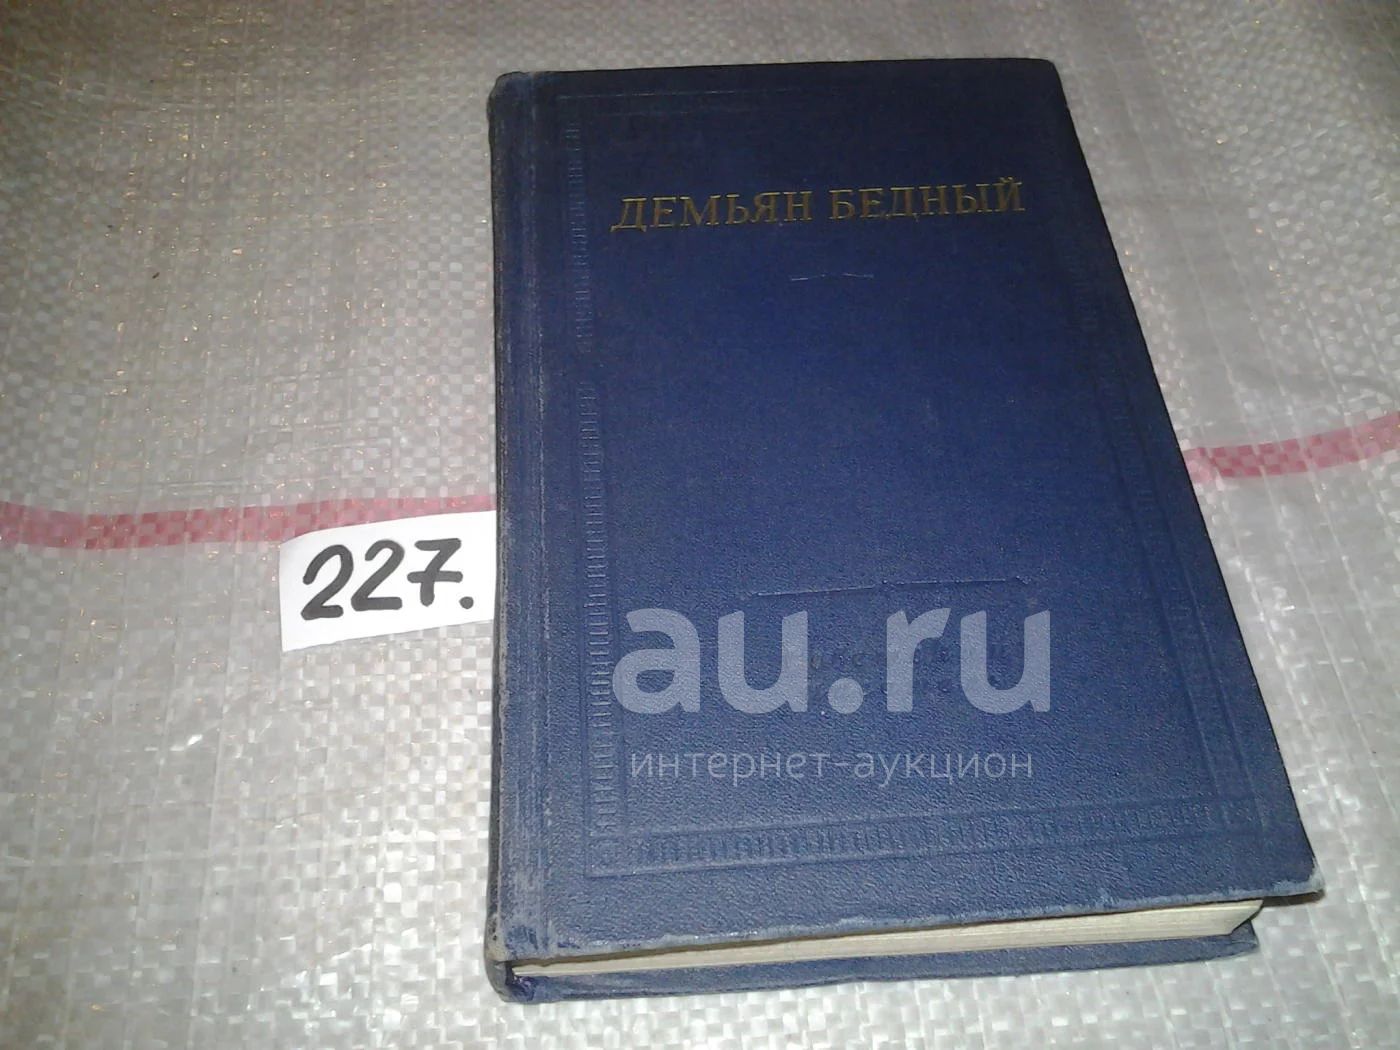 ДЕМЬЯН БЕДНЫЙ
227.
au.ru
интернет-аукцион